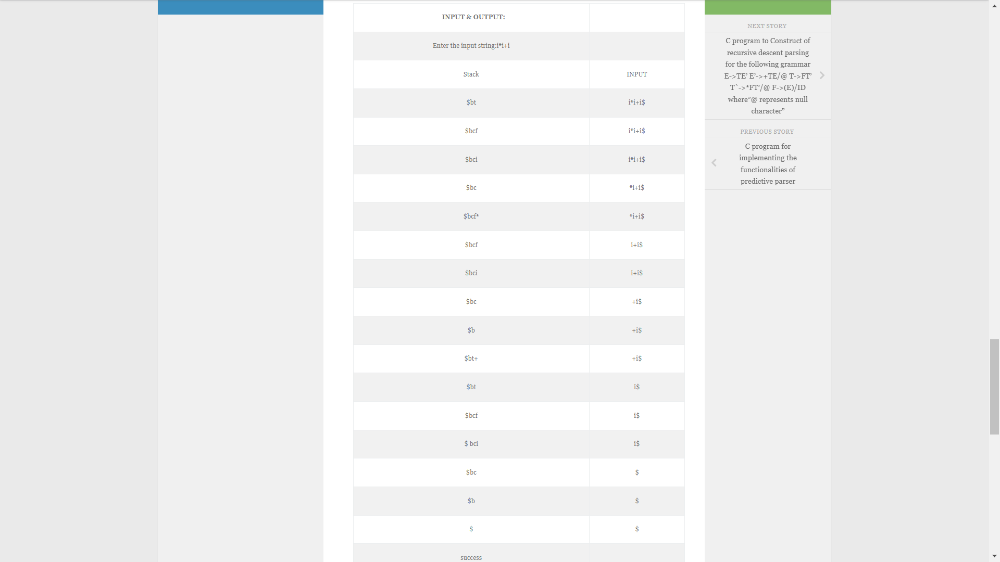 INPUT & OUTPUT:
Enter the input string:i*i+i
Stack INPUT
$bt i*i+i$
$bcf i*i+i$
$bci i*i+i$
$bc *i+i$
$bcf* *i+i$
$bcf i+i$
$bci i+i$
$bc +i$
$b +i$
$bt+ +i$
$bt i$
$bcf i$
$ bci i$
$bc $
$b $
$ $
success
NEXT STORY
C program to Construct of
recursive descent parsing
for the following grammar
E->TE’ E’->+TE/@ T->FT’
T`->*FT’/@ F->(E)/ID
where”@ represents null
character”
PREVIOUS STORY
C program for
implementing the
functionalities of
predictive parser